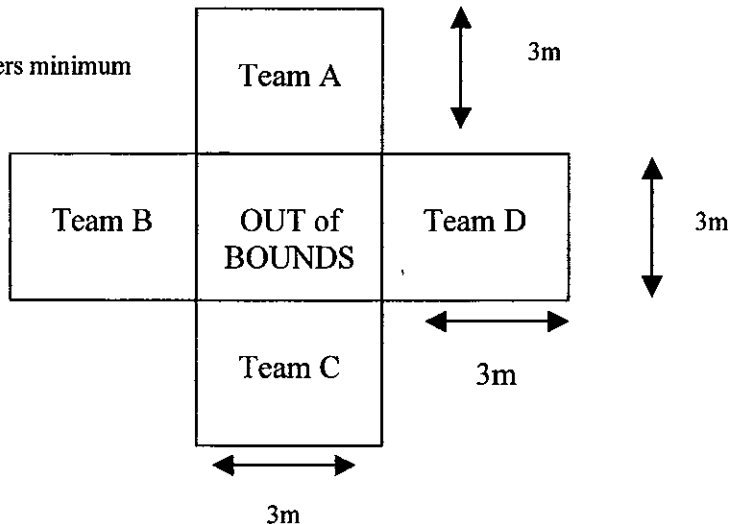 ers minimum
3m
Team A
Team B
OUT of
BOUNDS
Team D
3m
Team C
3m
3m